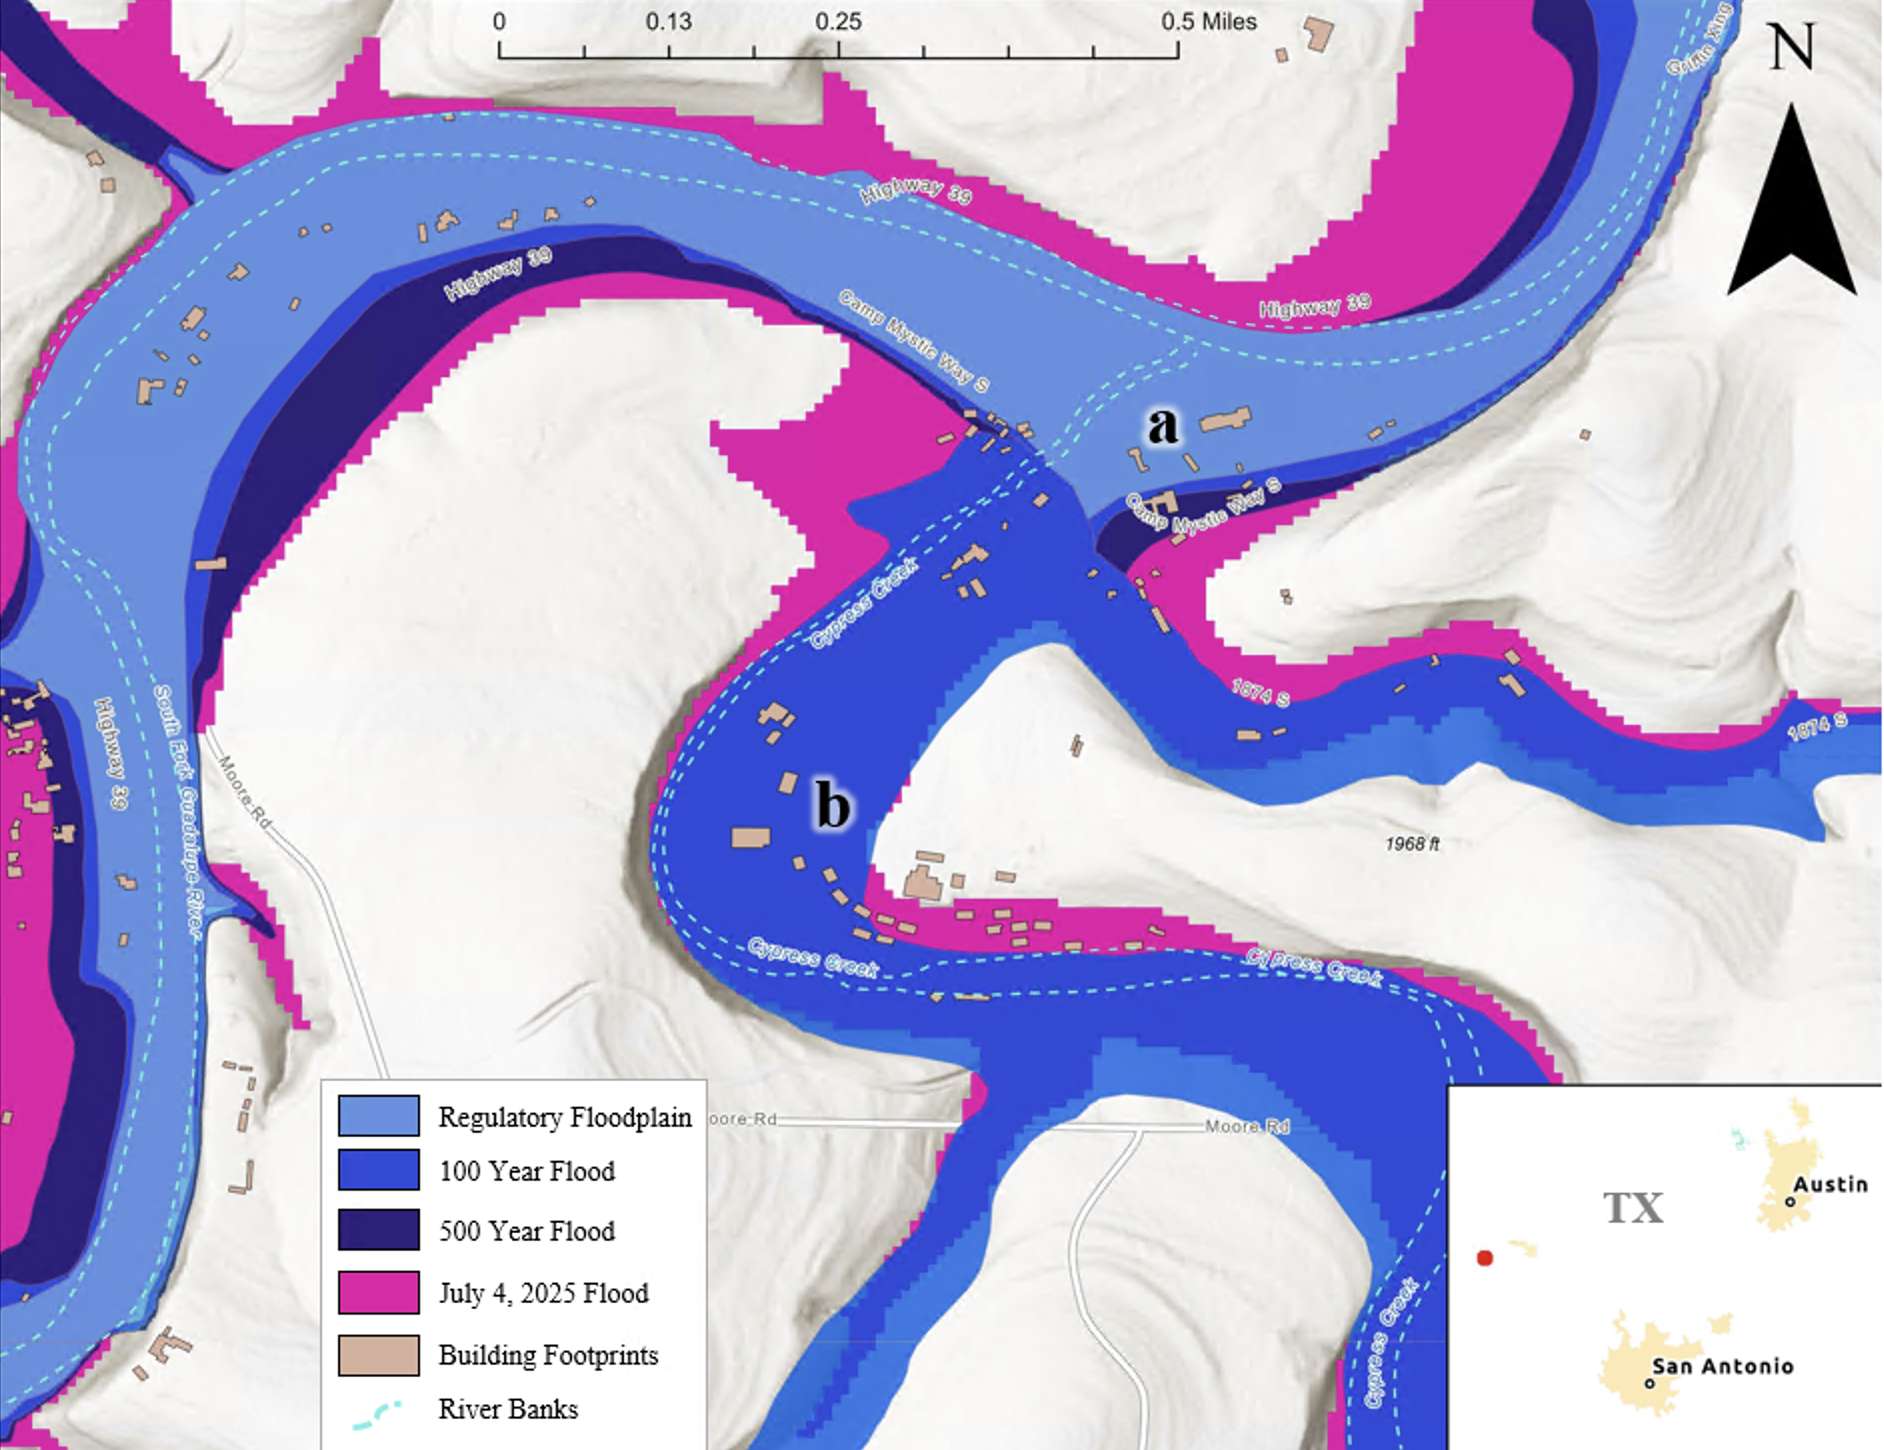 0 0.13 0.25 0.5 Miles
N
Griffin Xing
Highway 39
Highway 39
Highway 39
Camp Mystic Way S
a
Camp Mystic Way S
Cypress Creek
1874 S
1874 S
Highway 39
South Fork Guadalupe River
Moore Rd
b
1968 ft
Cypress Creek
Cypress Creek
oore Rd
Moore Rd
Cypress Creek
Regulatory Floodplain
100 Year Flood
500 Year Flood
July 4, 2025 Flood
Building Footprints
River Banks
Austin
TX
San Antonio